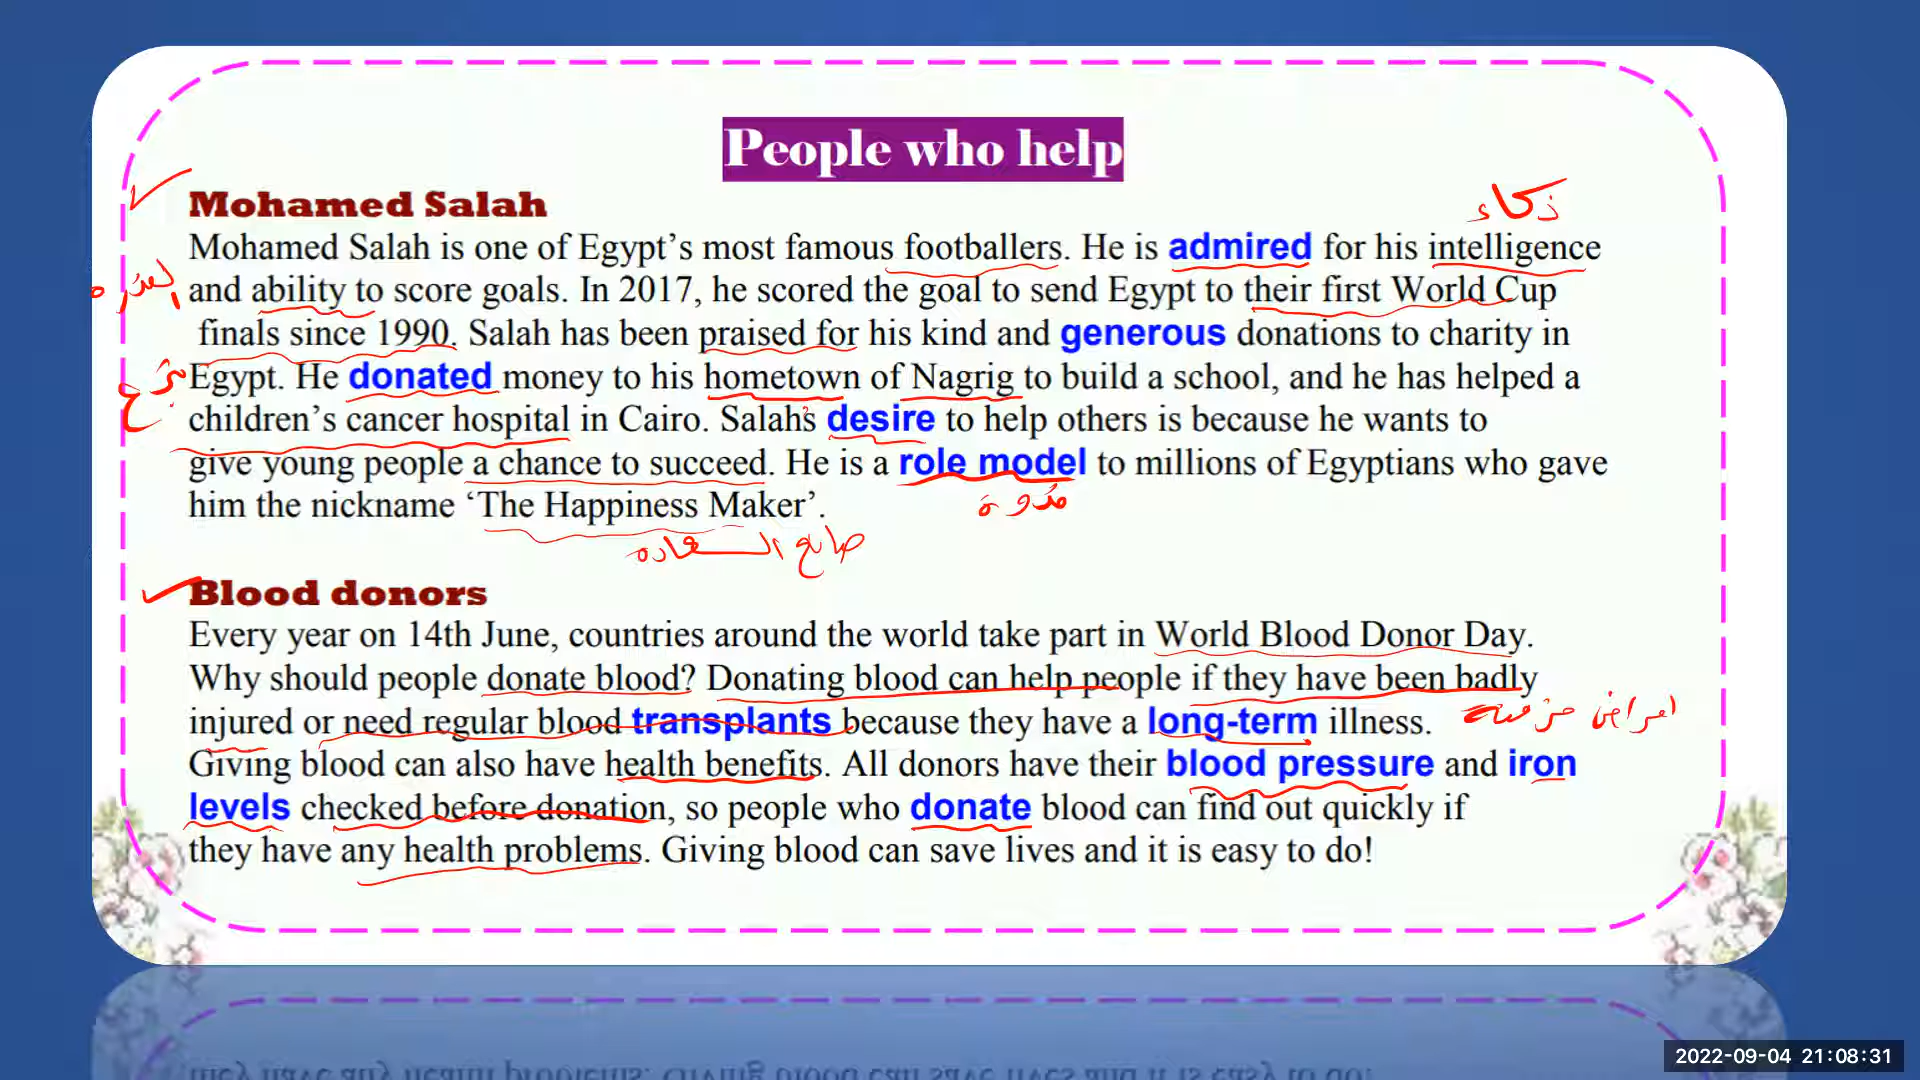 People who help
Mohamed Salah
ذكاء
Mohamed Salah is one of Egypt’s most famous footballers. He is admired for his intelligence
and ability to score goals. In 2017, he scored the goal to send Egypt to their first World Cup
finals since 1990. Salah has been praised for his kind and generous donations to charity in
Egypt. He donated money to his hometown of Nagrig to build a school, and he has helped a
children’s cancer hospital in Cairo. Salah’s desire to help others is because he wants to
give young people a chance to succeed. He is a role model to millions of Egyptians who gave
him the nickname ‘The Happiness Maker’.
صانع السعاده
Blood donors
Every year on 14th June, countries around the world take part in World Blood Donor Day.
Why should people donate blood? Donating blood can help people if they have been badly
injured or need regular blood transplants because they have a long-term illness.
امراض مزمنه
Giving blood can also have health benefits. All donors have their blood pressure and iron
levels checked before donation, so people who donate blood can find out quickly if
they have any health problems. Giving blood can save lives and it is easy to do!
2022-09-04 21:08:31